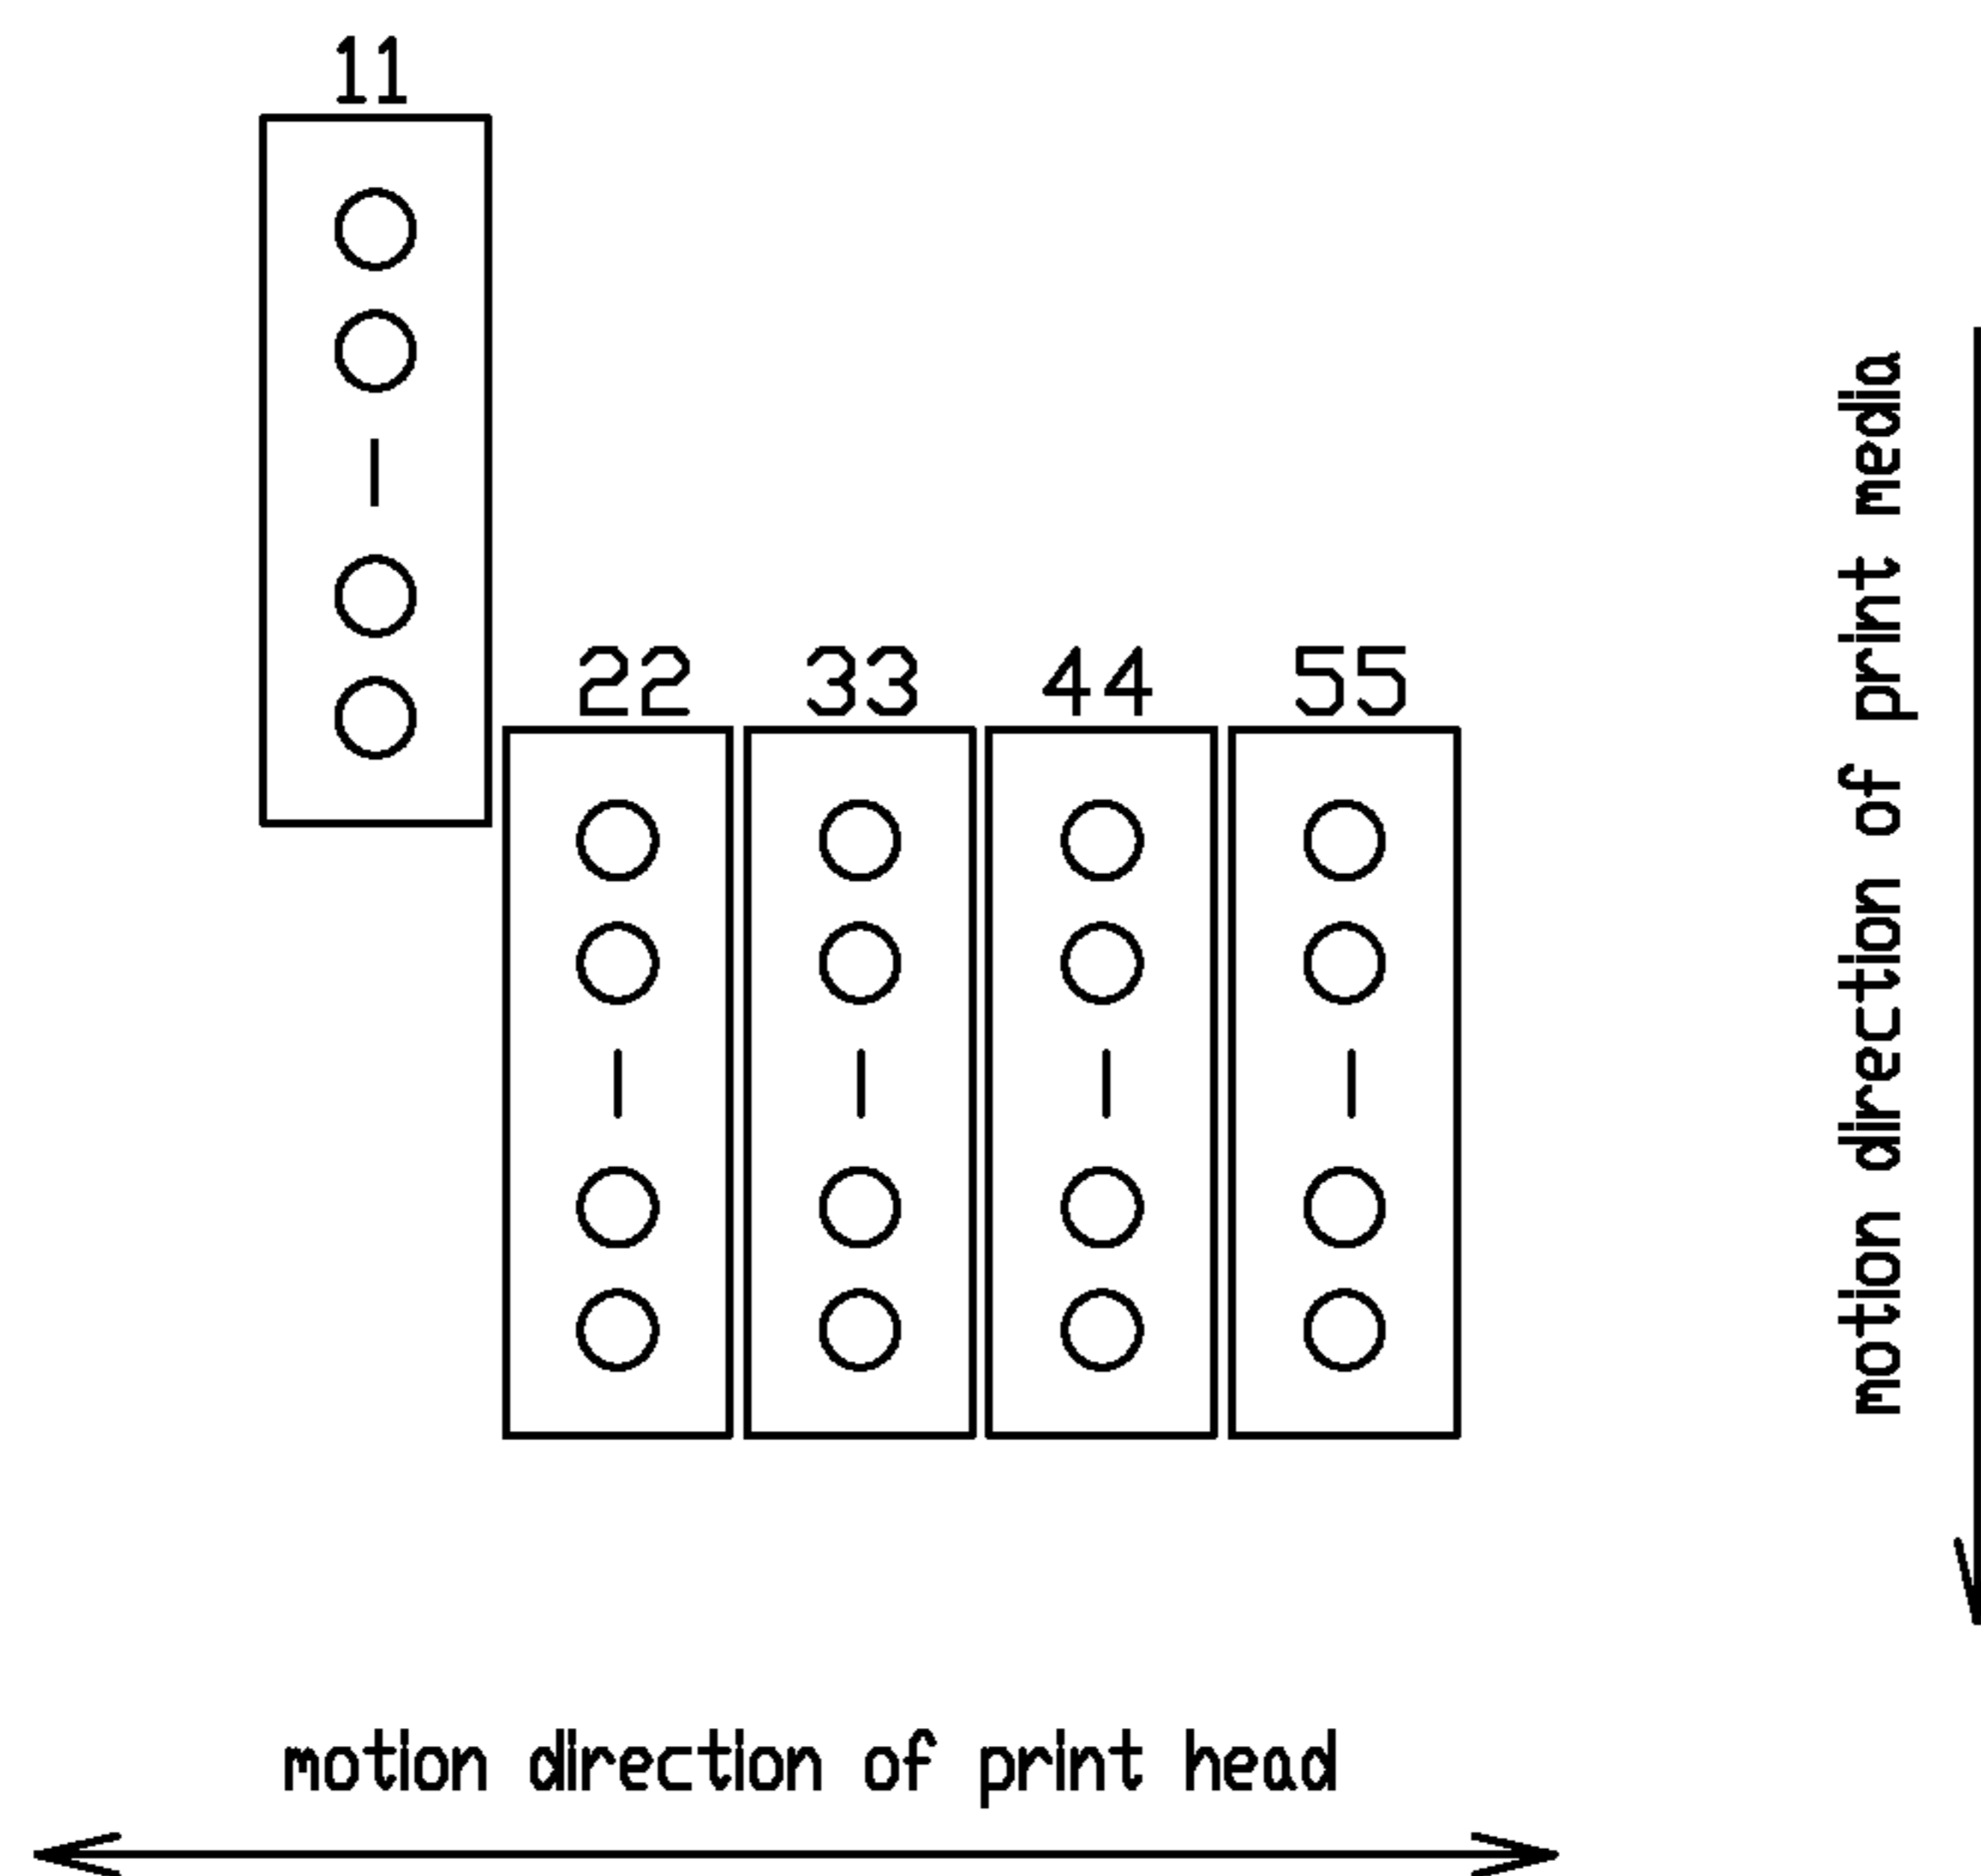 11
22 33 44 55
motion direction of print media
motion direction of print head